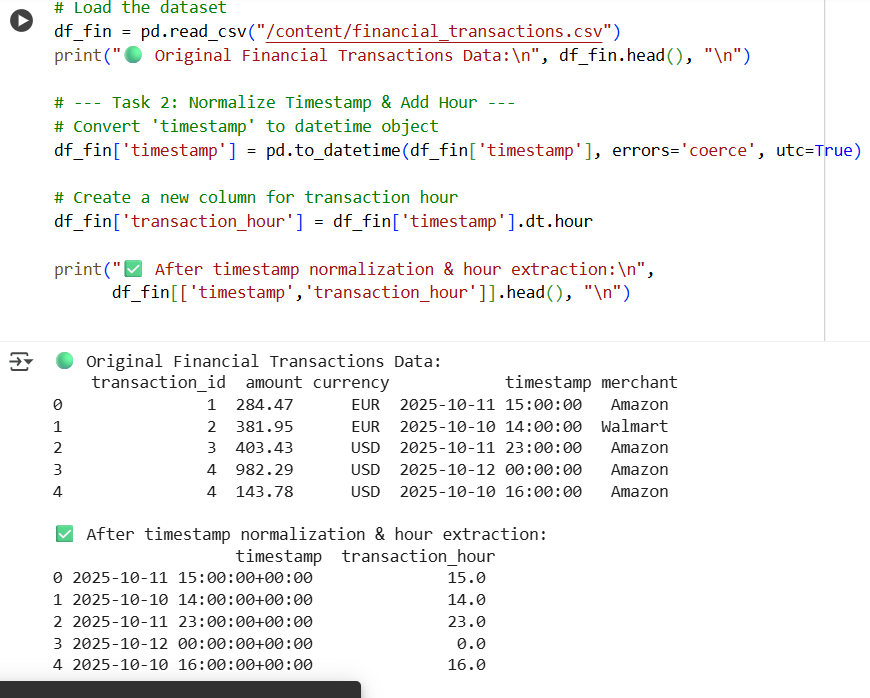 # Load the dataset
df_fin = pd.read_csv("/content/financial_transactions.csv")
print("🟢 Original Financial Transactions Data:\n", df_fin.head(), "\n")
# --- Task 2: Normalize Timestamp & Add Hour ---
# Convert 'timestamp' to datetime object
df_fin['timestamp'] = pd.to_datetime(df_fin['timestamp'], errors='coerce', utc=True)
# Create a new column for transaction hour
df_fin['transaction_hour'] = df_fin['timestamp'].dt.hour
print("✅ After timestamp normalization & hour extraction:\n",
df_fin[['timestamp','transaction_hour']].head(), "\n")
🟢 Original Financial Transactions Data:
transaction_id amount currency timestamp merchant
0 1 284.47 EUR 2025-10-11 15:00:00 Amazon
1 2 381.95 EUR 2025-10-10 14:00:00 Walmart
2 3 403.43 USD 2025-10-11 23:00:00 Amazon
3 4 982.29 USD 2025-10-12 00:00:00 Amazon
4 4 143.78 USD 2025-10-10 16:00:00 Amazon
✅ After timestamp normalization & hour extraction:
timestamp transaction_hour
0 2025-10-11 15:00:00+00:00 15.0
1 2025-10-10 14:00:00+00:00 14.0
2 2025-10-11 23:00:00+00:00 23.0
3 2025-10-12 00:00:00+00:00 0.0
4 2025-10-10 16:00:00+00:00 16.0